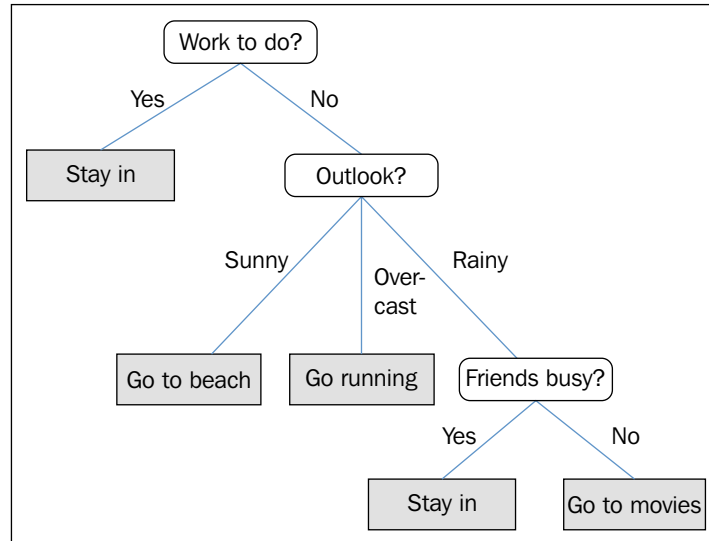 Work to do?
Yes
No
Stay in
Outlook?
Sunny
Over-
cast
Rainy
Go to beach
Go running
Friends busy?
Yes
No
Stay in
Go to movies